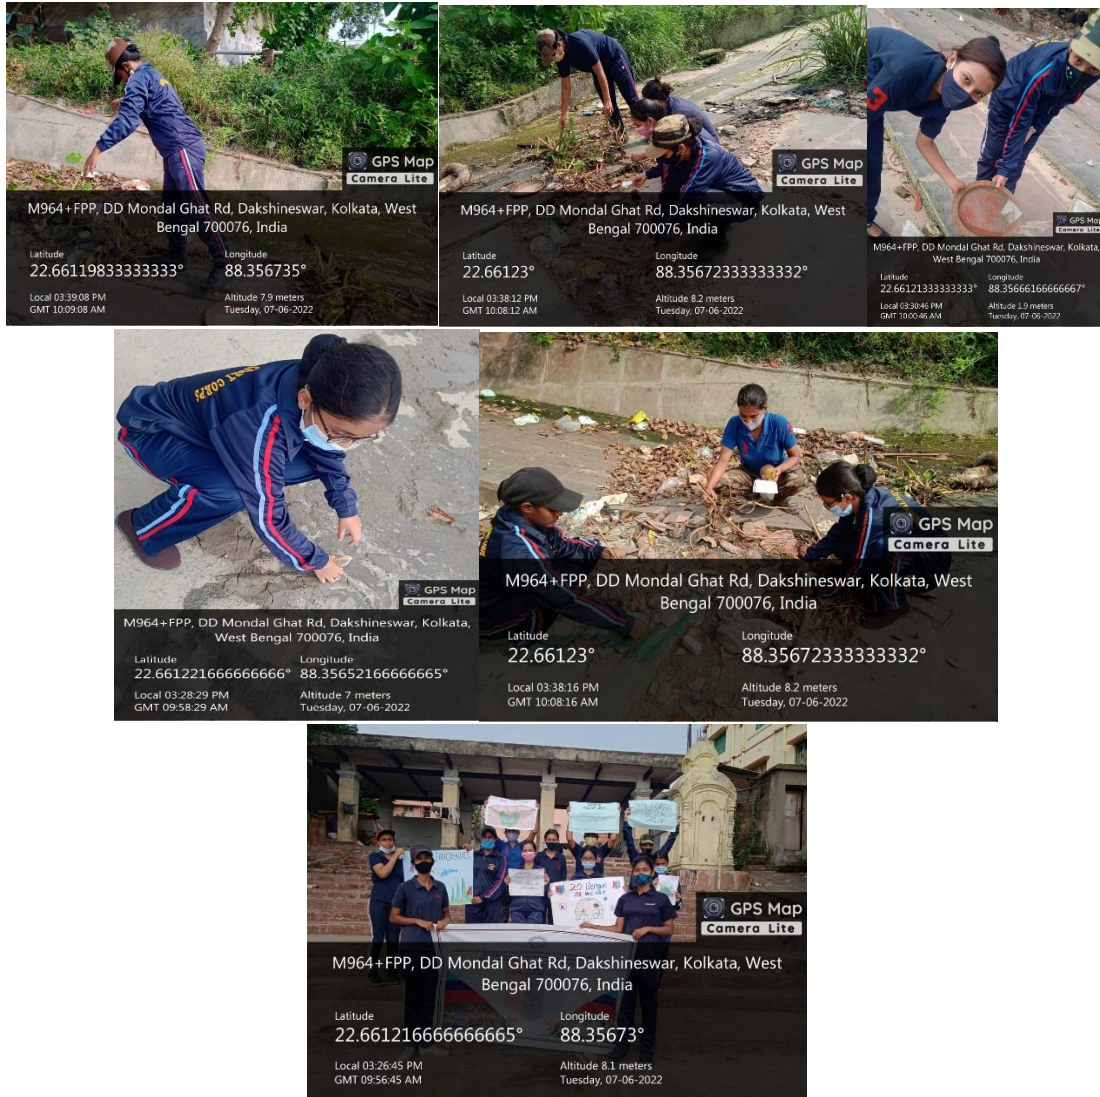 GPS Map
Camera Lite
M964+FPP, DD Mondal Ghat Rd, Dakshineswar, Kolkata, West
Bengal 700076, India
Latitude
22.66119833333333°
Longitude
88.356735°
Local 03:39:08 PM
GMT 10:09:08 AM
Altitude 7.9 meters
Tuesday, 07-06-2022
GPS Map
Camera Lite
M964+FPP, DD Mondal Ghat Rd, Dakshineswar, Kolkata, West
Bengal 700076, India
Latitude
22.66123°
Longitude
88.35672333333332°
Local 03:38:12 PM
GMT 10:08:12 AM
Altitude 8.2 meters
Tuesday, 07-06-2022
3
GPS Map
Camera Lite
M964+FPP, DD Mondal Ghat Rd, Dakshineswar, Kolkata,
West Bengal 700076, India
Latitude
22.66121333333333°
Longitude
88.35666166666667°
Local 03:30:46 PM
GMT 10:00:46 AM
Altitude 1.9 meters
Tuesday, 07-06-2022
CORPS
GPS Map
Camera Lite
M964+FPP, DD Mondal Ghat Rd, Dakshineswar, Kolkata,
West Bengal 700076, India
Latitude
22.661221666666666°
Longitude
88.35652166666665°
Local 03:28:29 PM
GMT 09:58:29 AM
Altitude 7 meters
Tuesday, 07-06-2022
GPS Map
Camera Lite
M964+FPP, DD Mondal Ghat Rd, Dakshineswar, Kolkata, West
Bengal 700076, India
Latitude
22.66123°
Longitude
88.35672333333332°
Local 03:38:16 PM
GMT 10:08:16 AM
Altitude 8.2 meters
Tuesday, 07-06-2022
20 Bengal
GPS Map
Camera Lite
M964+FPP, DD Mondal Ghat Rd, Dakshineswar, Kolkata, West
Bengal 700076, India
Latitude
22.661216666666665°
Longitude
88.35673°
Local 03:26:45 PM
GMT 09:56:45 AM
Altitude 8.1 meters
Tuesday, 07-06-2022